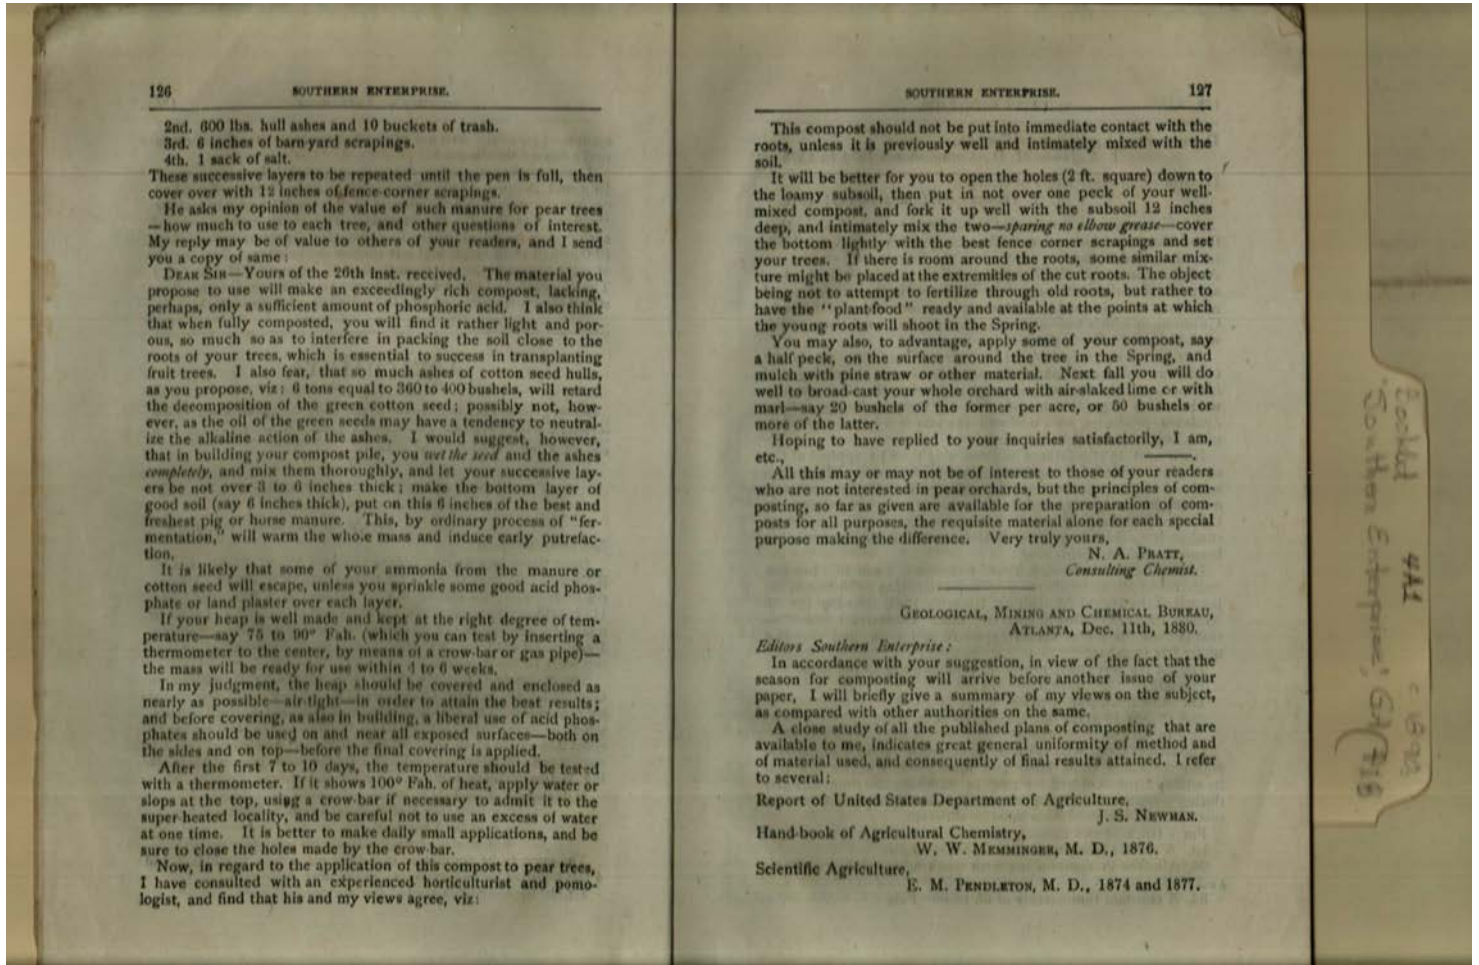 126
SOUTHERN ENTERPRISE.
2nd. 600 lbs. hull ashes and 10 buckets of trash.
3rd. 6 inches of barn-yard scrapings.
4th. 1 sack of salt.
These successive layers to be repeated until the pen is full, then
cover over with 12 inches of fence-corner scrapings.
He asks my opinion of the value of such manure for pear trees
—how much to use to each tree, and other questions of interest.
My reply may be of value to others of your readers, and I send
you a copy of same:
DEAR SIR—Yours of the 26th inst. received. The material you
propose to use will make an exceedingly rich compost, lacking,
perhaps, only a sufficient amount of phosphoric acid. I also think
that when fully composted, you will find it rather light and por-
ous, so much so as to interfere in packing the soil close to the
roots of your trees, which is essential to success in transplanting
fruit trees. I also fear, that so much ashes of cotton seed hulls,
as you propose, viz: 6 tons equal to 360 to 400 bushels, will retard
the decomposition of the green cotton seed; possibly not, how-
ever, as the oil of the green seeds may have a tendency to neutral-
ize the alkaline action of the ashes. I would suggest, however,
that in building your compost pile, you wet the seed and the ashes
completely, and mix them thoroughly, and let your successive lay-
ers be not over 3 to 6 inches thick; make the bottom layer of
good soil (say 6 inches thick), put on this 6 inches of the best and
freshest pig or horse manure. This, by ordinary process of "fer-
mentation," will warm the whole mass and induce early putrefac-
tion.
It is likely that some of your ammonia from the manure or
cotton seed will escape, unless you sprinkle some good acid phos-
phate or land plaster over each layer.
If your heap is well made and kept at the right degree of tem-
perature—say 75 to 90° Fah. (which you can test by inserting a
thermometer to the center, by means of a crow-bar or gas pipe)—
the mass will be ready for use within 4 to 6 weeks.
In my judgment, the heap should be covered and enclosed as
nearly as possible—air-tight—in order to attain the best results;
and before covering, as also in building, a liberal use of acid phos-
phates should be used on and near all exposed surfaces—both on
the sides and on top—before the final covering is applied.
After the first 7 to 10 days, the temperature should be tested
with a thermometer. If it shows 100° Fah. of heat, apply water or
slops at the top, using a crow-bar if necessary to admit it to the
super-heated locality, and be careful not to use an excess of water
at one time. It is better to make daily small applications, and be
sure to close the holes made by the crow-bar.
Now, in regard to the application of this compost to pear trees,
I have consulted with an experienced horticulturist and pomo-
logist, and find that his and my views agree, viz:
SOUTHERN ENTERPRISE.
127
This compost should not be put into immediate contact with the
roots, unless it is previously well and intimately mixed with the
soil.
It will be better for you to open the holes (2 ft. square) down to
the loamy subsoil, then put in not over one peck of your well-
mixed compost, and fork it up well with the subsoil 12 inches
deep, and intimately mix the two—sparing no elbow grease—cover
the bottom lightly with the best fence corner scrapings and set
your trees. If there is room around the roots, some similar mix-
ture might be placed at the extremities of the cut roots. The object
being not to attempt to fertilize through old roots, but rather to
have the "plant-food" ready and available at the points at which
the young roots will shoot in the Spring.
You may also, to advantage, apply some of your compost, say
a half peck, on the surface around the tree in the Spring, and
mulch with pine straw or other material. Next fall you will do
well to broad-cast your whole orchard with air-slaked lime or with
marl—say 20 bushels of the former per acre, or 50 bushels or
more of the latter.
Hoping to have replied to your inquiries satisfactorily, I am,
etc., ———.
All this may or may not be of interest to those of your readers
who are not interested in pear orchards, but the principles of com-
posting, so far as given are available for the preparation of com-
posts for all purposes, the requisite material alone for each special
purpose making the difference. Very truly yours,
N. A. PRATT,
Consulting Chemist.
GEOLOGICAL, MINING AND CHEMICAL BUREAU,
ATLANTA, Dec. 11th, 1880.
Editors Southern Enterprise:
In accordance with your suggestion, in view of the fact that the
season for composting will arrive before another issue of your
paper, I will briefly give a summary of my views on the subject,
as compared with other authorities on the same.
A close study of all the published plans of composting that are
available to me, indicates great general uniformity of method and
of material used, and consequently of final results attained. I refer
to several:
Report of United States Department of Agriculture,
J. S. NEWMAN.
Hand-book of Agricultural Chemistry,
W. W. MEMMINGER, M. D., 1876.
Scientific Agriculture,
E. M. PENDLETON, M. D., 1874 and 1877.
Booklet #A1
"Southern Enterprise," GA